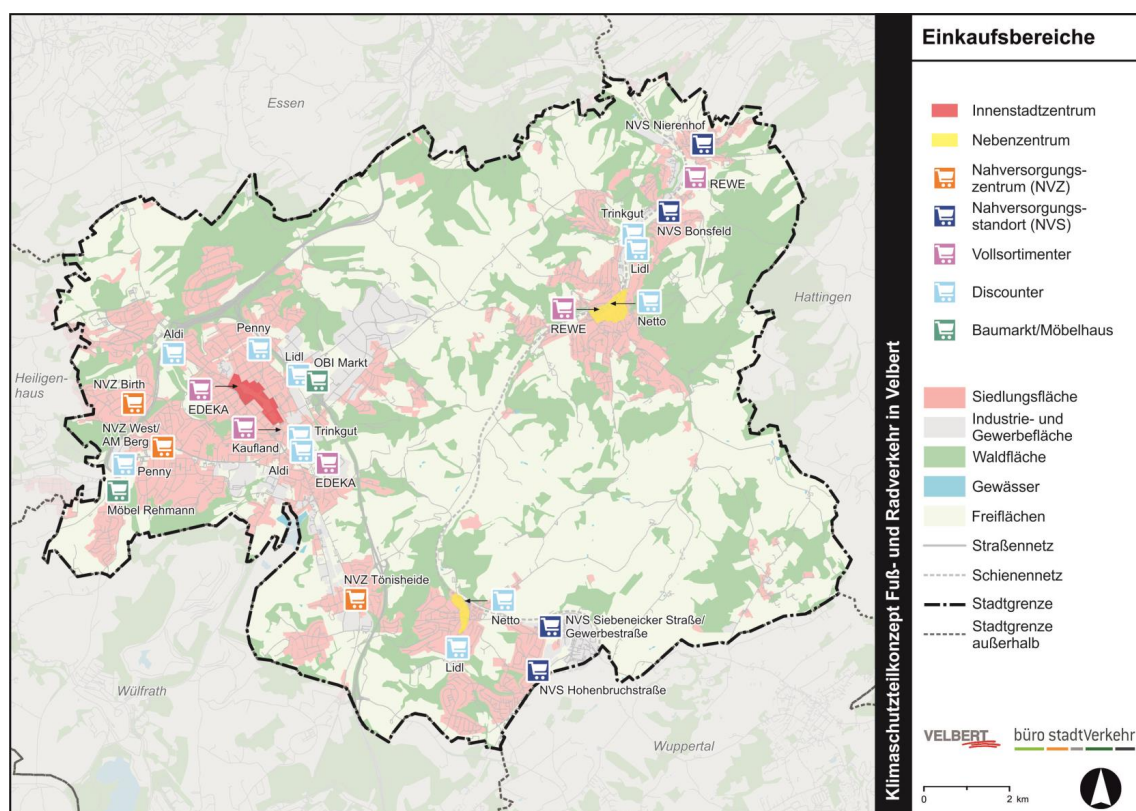 Essen
Hattingen
Heiligen-
haus
Wülfrath
Wuppertal
NVS Nierenhof
REWE
Trinkgut
NVS Bonsfeld
Lidl
REWE
Netto
Aldi
Penny
Lidl
OBI Markt
NVZ Birth
EDEKA
NVZ West/
AM Berg
Kaufland
Trinkgut
Penny
Aldi
EDEKA
Möbel Rehmann
NVZ Tönisheide
Netto
NVS Siebeneicker Straße/
Gewerbestraße
Lidl
NVS Hohenbruchstraße
Klimaschutzteilkonzept Fuß- und Radverkehr in Velbert
Einkaufsbereiche
Innenstadtzentrum
Nebenzentrum
Nahversorgungs-
zentrum (NVZ)
Nahversorgungs-
standort (NVS)
Vollsortimenter
Discounter
Baumarkt/Möbelhaus
Siedlungsfläche
Industrie- und
Gewerbefläche
Waldfläche
Gewässer
Freiflächen
Straßennetz
Schienennetz
Stadtgrenze
Stadtgrenze
außerhalb
VELBERT
büro stadtVerkehr
0 2 km